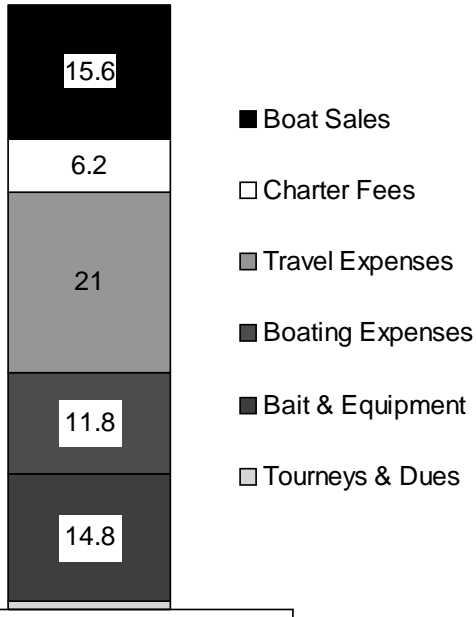 15.6
6.2
21
11.8
14.8
Boat Sales
Charter Fees
Travel Expenses
Boating Expenses
Bait & Equipment
Tourneys & Dues